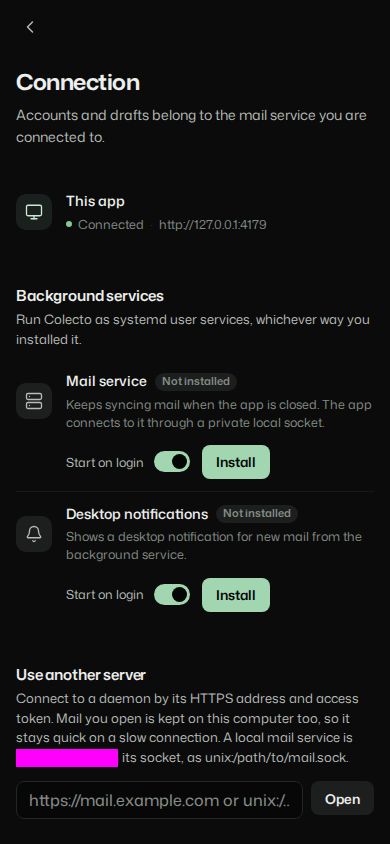 Connection
Accounts and drafts belong to the mail service you are
connected to.
This app
Connected http://127.0.0.1:4179
Background services
Run Colecto as systemd user services, whichever way you
installed it.
Mail service Not installed
Keeps syncing mail when the app is closed. The app
connects to it through a private local socket.
Start on login Install
Desktop notifications Not installed
Shows a desktop notification for new mail from the
background service.
Start on login Install
Use another server
Connect to a daemon by its HTTPS address and access
token. Mail you open is kept on this computer too, so it
stays quick on a slow connection. A local mail service is
its socket, as unix:/path/to/mail.sock.
https://mail.example.com or unix:/.. Open